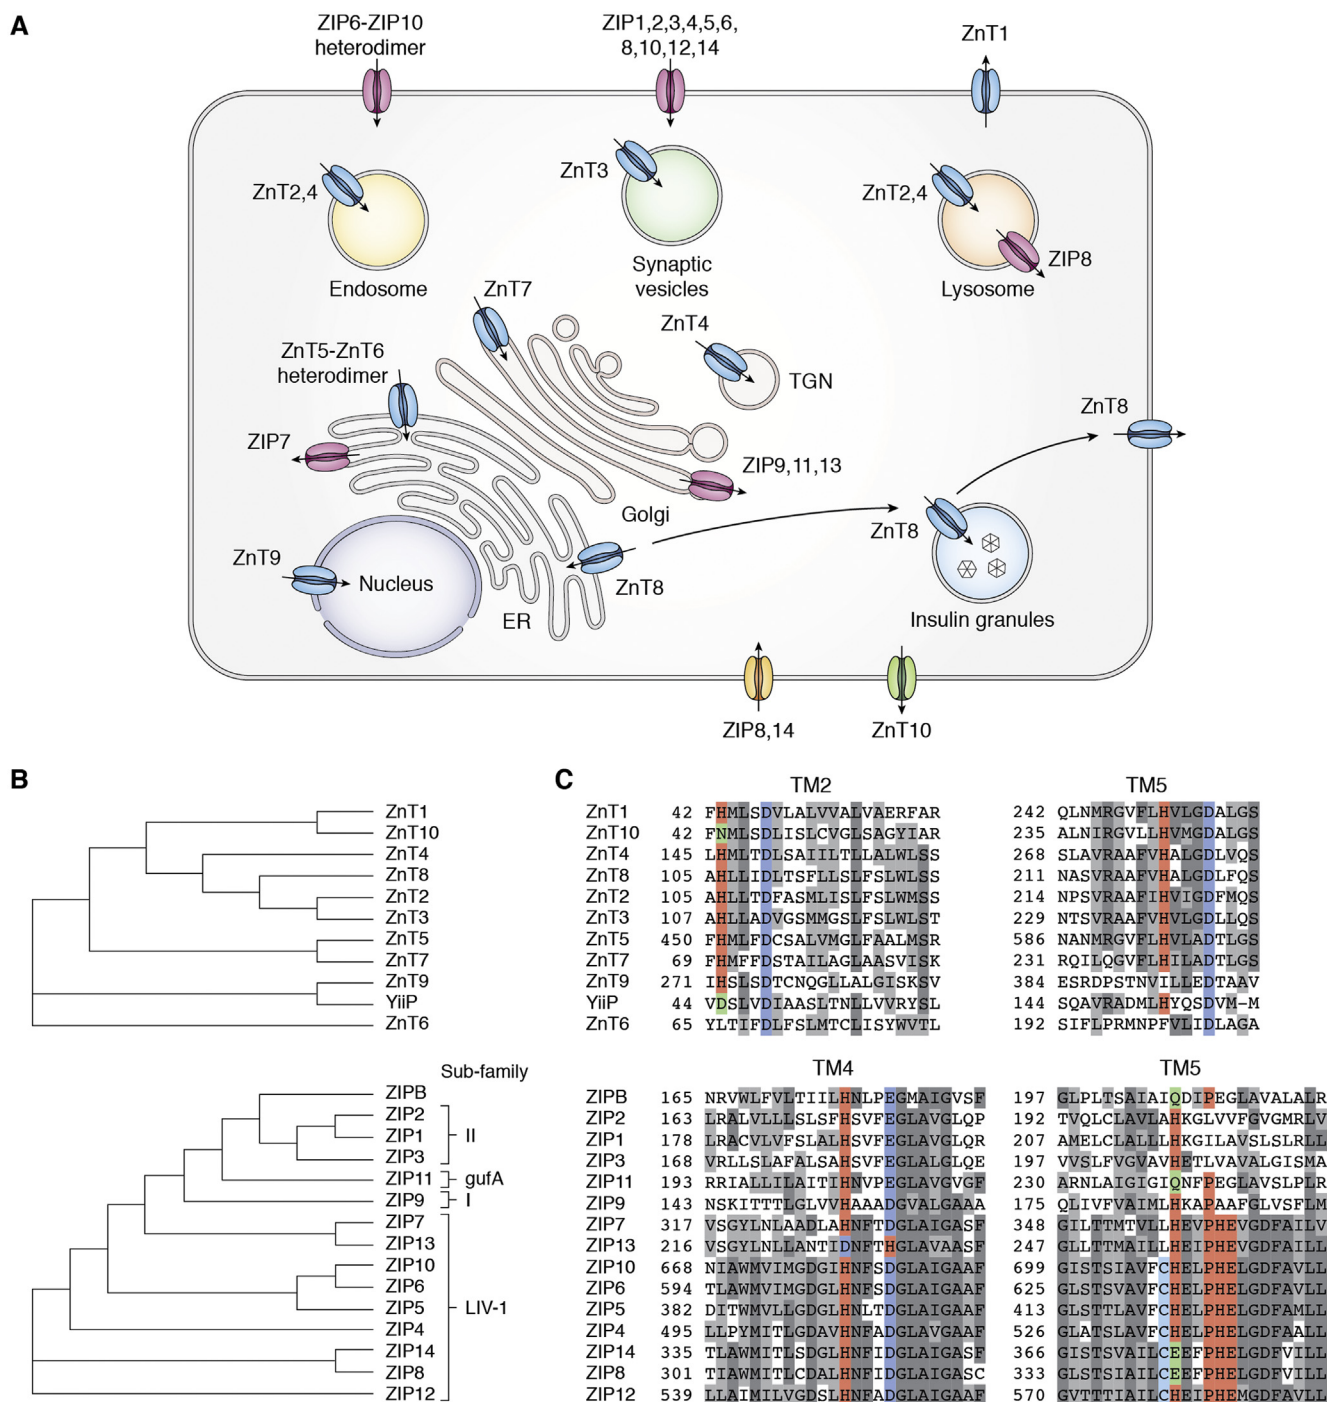 A
ZIP6-ZIP10
heterodimer
ZIP1,2,3,4,5,6,
8,10,12,14
ZnT1
ZnT2,4
Endosome
ZnT3
Synaptic
vesicles
ZnT2,4
ZIP8
Lysosome
ZnT7
ZnT5-ZnT6
heterodimer
ZnT4
TGN
ZIP7
ZIP9,11,13
Golgi
ZnT8
ZnT8
ZnT9
Nucleus
ZnT8
ER
Insulin granules
ZIP8,14
ZnT10
B
ZnT1
ZnT10
ZnT4
ZnT8
ZnT2
ZnT3
ZnT5
ZnT7
ZnT9
YiiP
ZnT6
Sub-family
ZIPB
ZIP2
ZIP1
II
ZIP3
ZIP11
gufA
ZIP9
I
ZIP7
ZIP13
ZIP10
ZIP6
ZIP5
LIV-1
ZIP4
ZIP14
ZIP8
ZIP12
C
TM2 TM5
ZnT1 42 FHMLSDVLALVVALVAERFAR 242 QLNMRGVFLHVLGDALGS
ZnT10 42 FNMLSDLISLCVGLSAGYIAR 235 ALNIRGVLLHVMGDALGS
ZnT4 145 LHMLTDLSAIILTLLALWLSS 268 SLAVRAAFVHALGDLVQS
ZnT8 105 AHLLIDLTSFLLSLFSLWLSS 211 NASVRAAFVHALGDLFQS
ZnT2 105 AHLLTDFASMLISLFSLWMSS 214 NPSVRAAFIHVIGDFMQS
ZnT3 107 AHLLADVGSMMGSLFSLWLST 229 NTSVRAAFVHVLGDLLQS
ZnT5 450 FHMLFDCSALVMGLFAALMSR 586 NANMRGVFLHVLADTLGS
ZnT7 69 FHMFFDSTAILAGLAASVISK 231 RQILQGVFLHILADTLGS
ZnT9 271 IHSLSDTCNQGLLALGISKSV 384 ESRDPSTNVILLEDTAAV
YiiP 44 VDSLVDIAASLTNLLVVRYSL 144 SQAVRADMLHYQSDVM-M
ZnT6 65 YLTIFDLFSLMTCLISYWVTL 192 SIFLPRMNPFVLIDLAGA
TM4 TM5
ZIPB 165 NRVWLFVLTIILHNLPEGMAIGVSF 197 GLPLTSAIAIQDIPEGLAVALALR
ZIP2 163 LRALVLLLSLSFHSVFEGLAVGLQP 192 TVQLCLAVLAHKGLVVFGVGMRLV
ZIP1 178 LRACVLVFSLALHSVFEGLAVGLQR 207 AMELCLALLLHKGILAVSLSLRLL
ZIP3 168 VRLLSLAFALSAHSVFEGLALGLQE 197 VVSLFVGVAVHETLVAVALGISMA
ZIP11 193 RRIALLILAITIHNVPEGLAVGVGF 230 ARNLAIGIGIQNFPEGLAVSLPLR
ZIP9 143 NSKITTTLGLVVHAAADGVALGAAA 175 QLIVFVAIMLHKAPAAFGLVSFLM
ZIP7 317 VSGYLNLAADLAHNFTDGLAIGASF 348 GILTTMTVLLHEVPHEVGDFAILV
ZIP13 216 VSGYLNLLANTIDNFTHGLAVAASF 247 GLLTTMAILLHEIPHEVGDFAILL
ZIP10 668 NIAWMVIMGDGIHNFSDGLAIGAAF 699 GISTSIAVFCHELPHELGDFAVLL
ZIP6 594 TLAWMVIMGDGLHNFSDGLAIGAAF 625 GLSTSVAVFCHELPHELGDFAVLL
ZIP5 382 DITWMVLLGDGLHNLTDGLAIGAAF 413 GLSTTLAVFCHELPHELGDFAMLL
ZIP4 495 LLPYMITLGDAVHNFADGLAVGAAF 526 GLATSLAVFCHELPHELGDFAALL
ZIP14 335 TLAWMITLSDGLHNFIDGLAIGASF 366 GISTSVAILCEEFPHELGDFVILL
ZIP8 301 TIAWMITLCDALHNFIDGLAIGASC 333 GLSTSIAILCEEFPHELGDFVILL
ZIP12 539 LLAIMILVGDSLHNFADGLAIGAAF 570 GVTTTIAILCHEIPHEMGDFAVLL